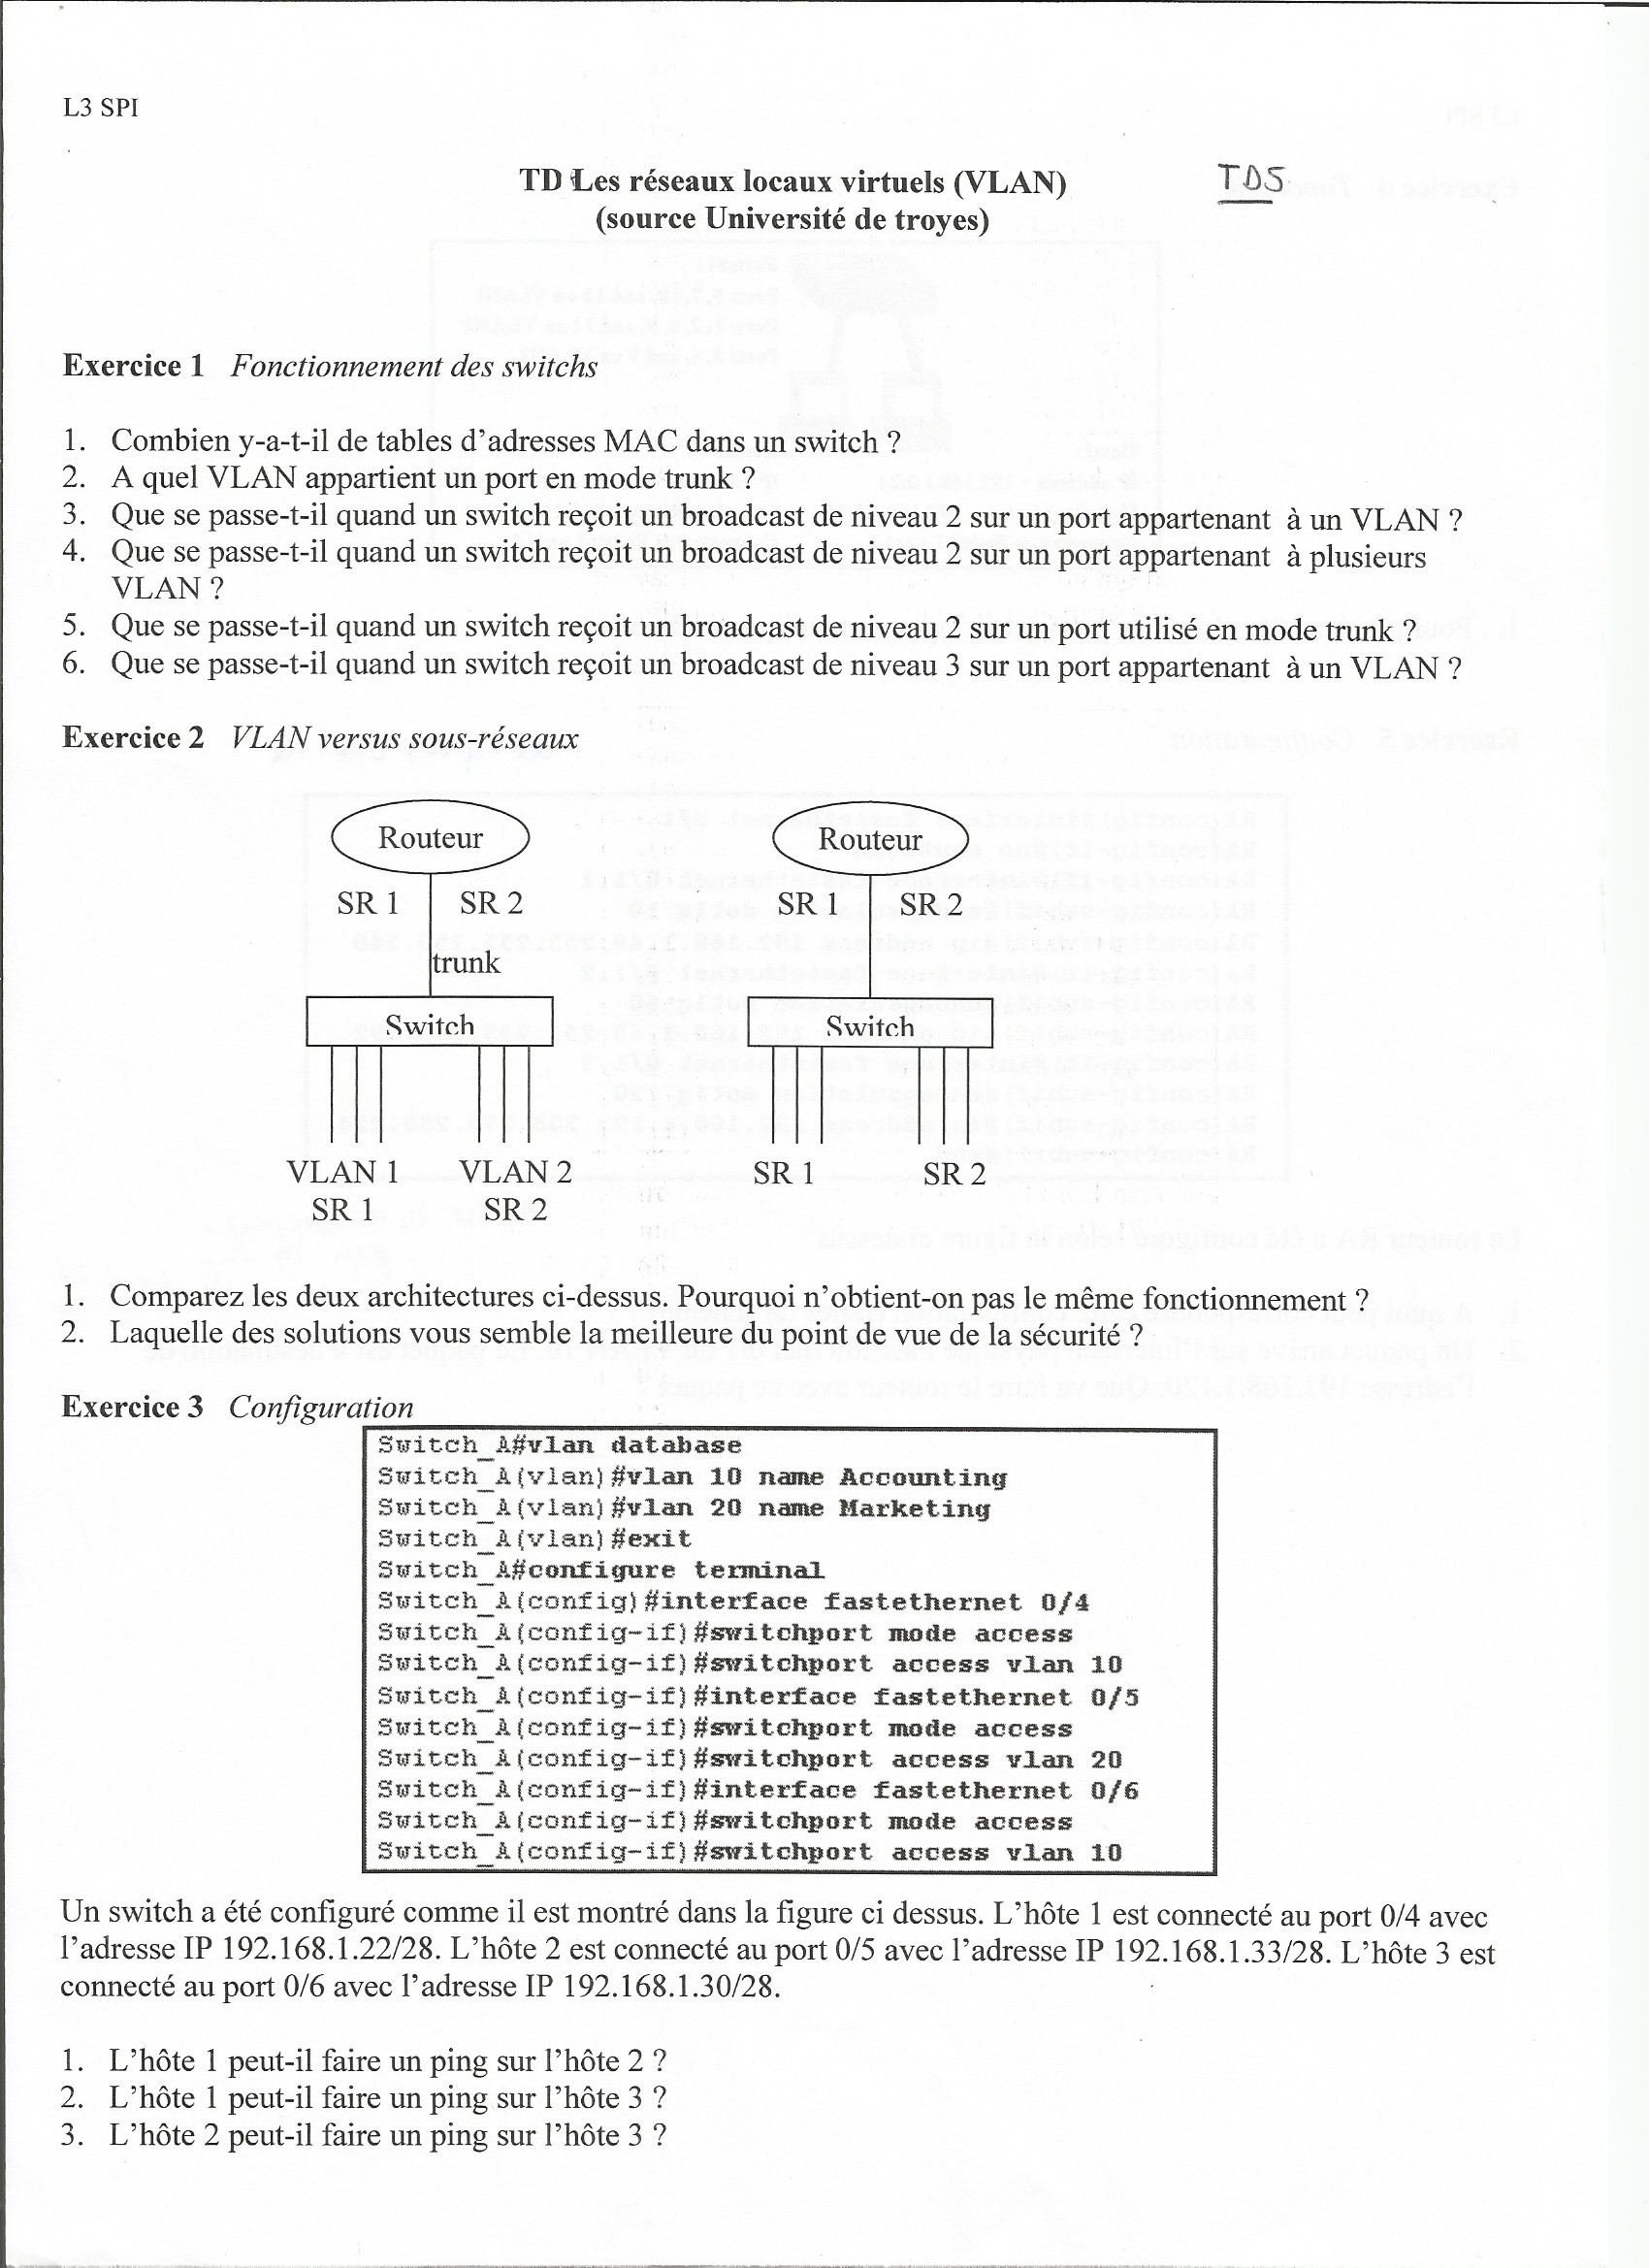 L3 SPI
TD Les réseaux locaux virtuels (VLAN)
TD5
(source Université de troyes)
Exercice 1 Fonctionnement des switchs
1. Combien y-a-t-il de tables d'adresses MAC dans un switch ?
2. A quel VLAN appartient un port en mode trunk ?
3. Que se passe-t-il quand un switch reçoit un broadcast de niveau 2 sur un port appartenant à un VLAN ?
4. Que se passe-t-il quand un switch reçoit un broadcast de niveau 2 sur un port appartenant à plusieurs
VLAN ?
5. Que se passe-t-il quand un switch reçoit un broadcast de niveau 2 sur un port utilisé en mode trunk ?
6. Que se passe-t-il quand un switch reçoit un broadcast de niveau 3 sur un port appartenant à un VLAN ?
Exercice 2 VLAN versus sous-réseaux
Routeur
SR 1 SR 2
trunk
Switch
VLAN 1 VLAN 2
SR 1 SR 2
Routeur
SR 1 SR 2
Switch
SR 1 SR 2
1. Comparez les deux architectures ci-dessus. Pourquoi n'obtient-on pas le même fonctionnement ?
2. Laquelle des solutions vous semble la meilleure du point de vue de la sécurité ?
Exercice 3 Configuration
Switch_A#vlan database
Switch_A(vlan)#vlan 10 name Accounting
Switch_A(vlan)#vlan 20 name Marketing
Switch_A(vlan)#exit
Switch_A#configure terminal
Switch_A(config)#interface fastethernet 0/4
Switch_A(config-if)#switchport mode access
Switch_A(config-if)#switchport access vlan 10
Switch_A(config-if)#interface fastethernet 0/5
Switch_A(config-if)#switchport mode access
Switch_A(config-if)#switchport access vlan 20
Switch_A(config-if)#interface fastethernet 0/6
Switch_A(config-if)#switchport mode access
Switch_A(config-if)#switchport access vlan 10
Un switch a été configuré comme il est montré dans la figure ci dessus. L'hôte 1 est connecté au port 0/4 avec
l'adresse IP 192.168.1.22/28. L'hôte 2 est connecté au port 0/5 avec l'adresse IP 192.168.1.33/28. L'hôte 3 est
connecté au port 0/6 avec l'adresse IP 192.168.1.30/28.
1. L'hôte 1 peut-il faire un ping sur l'hôte 2 ?
2. L'hôte 1 peut-il faire un ping sur l'hôte 3 ?
3. L'hôte 2 peut-il faire un ping sur l'hôte 3 ?